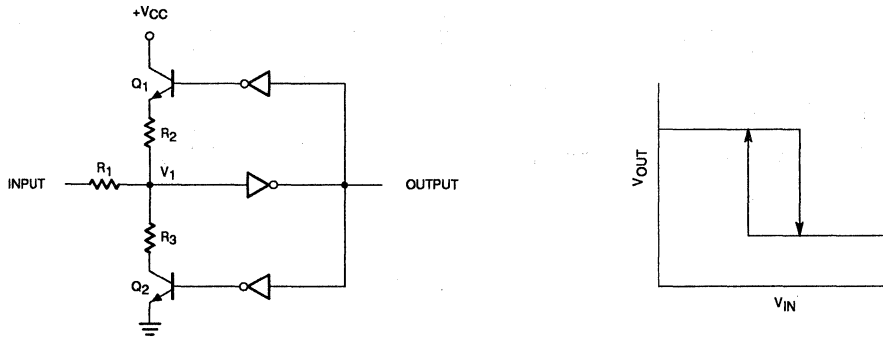 +VCC
Q1
R2
INPUT
R1
V1
OUTPUT
R3
Q2
VOUT
VIN